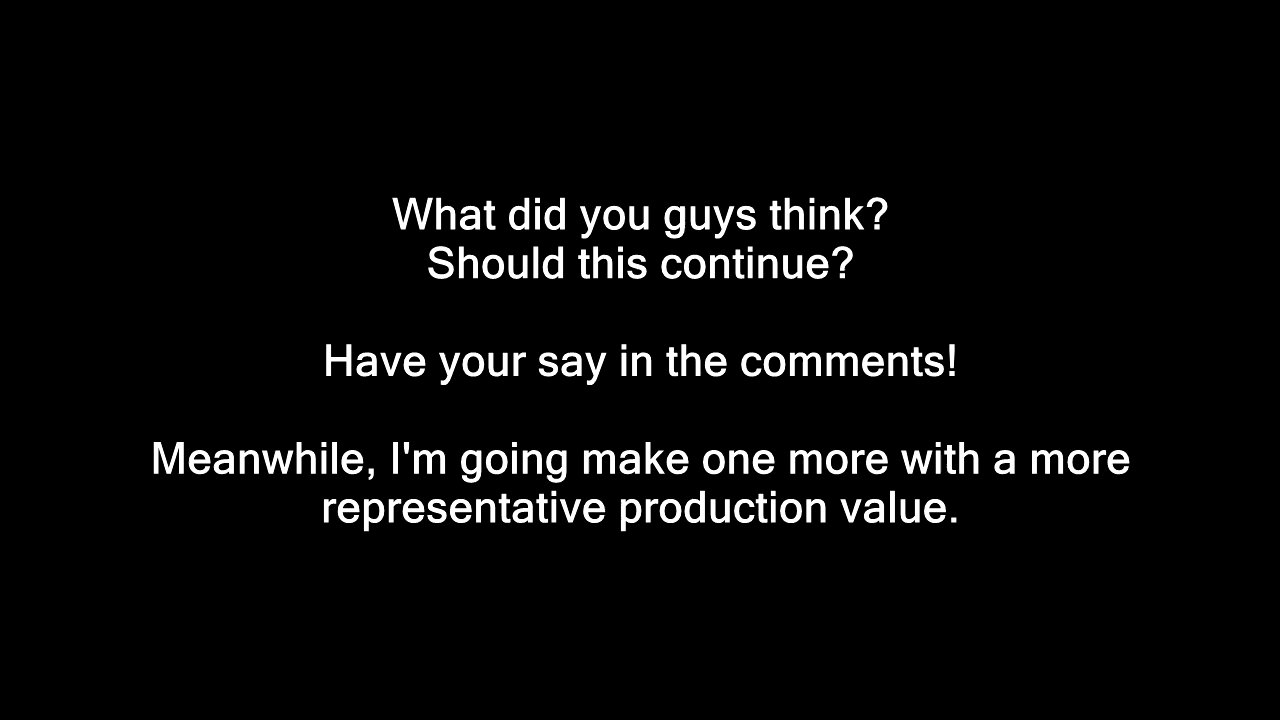 What did you guys think?
Should this continue?
Have your say in the comments!
Meanwhile, I'm going make one more with a more
representative production value.